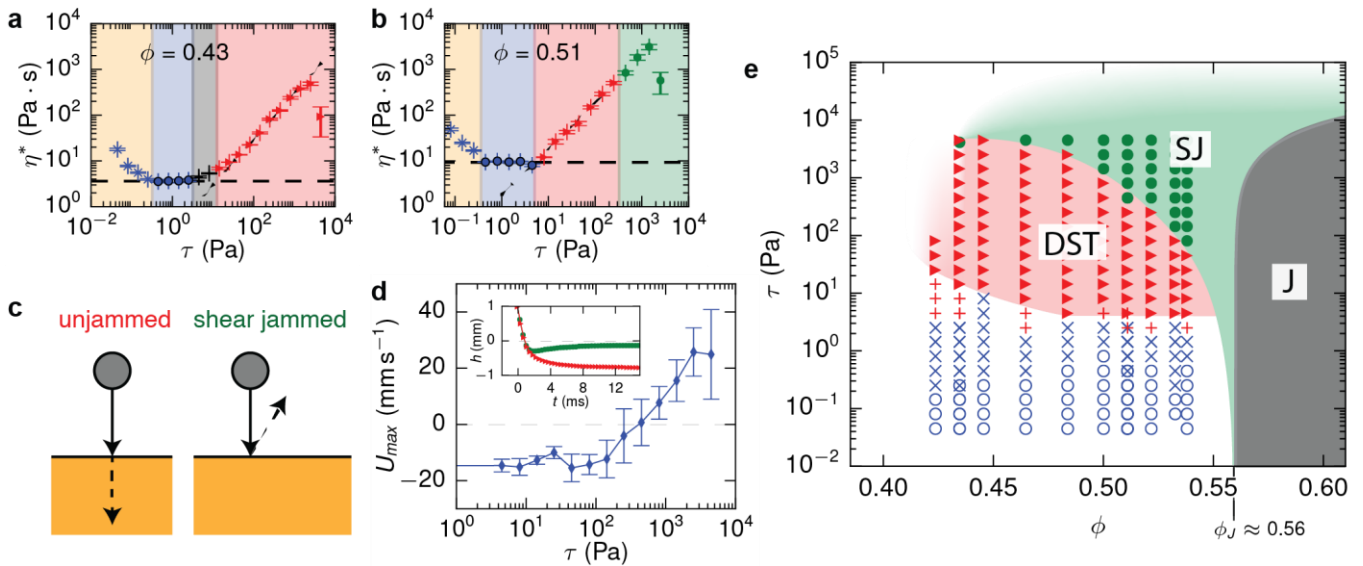 a
η* (Pa · s)
10⁴
10³
10²
10¹
10⁰
ϕ = 0.43
10⁻² 10⁰ 10² 10⁴
τ (Pa)
b
η* (Pa · s)
10⁴
10³
10²
10¹
10⁰
ϕ = 0.51
10⁻¹ 10⁰ 10¹ 10² 10³ 10⁴
τ (Pa)
c
unjammed shear jammed
d
U_max (mm s⁻¹)
40
20
0
−20
10⁰ 10¹ 10² 10³ 10⁴
τ (Pa)
h (mm)
1
0
−1
0 4 8 12
t (ms)
e
τ (Pa)
10⁵
10⁴
10³
10²
10¹
10⁰
10⁻¹
10⁻²
SJ
DST
J
0.40 0.45 0.50 0.55 0.60
ϕ
ϕ_J ≈ 0.56